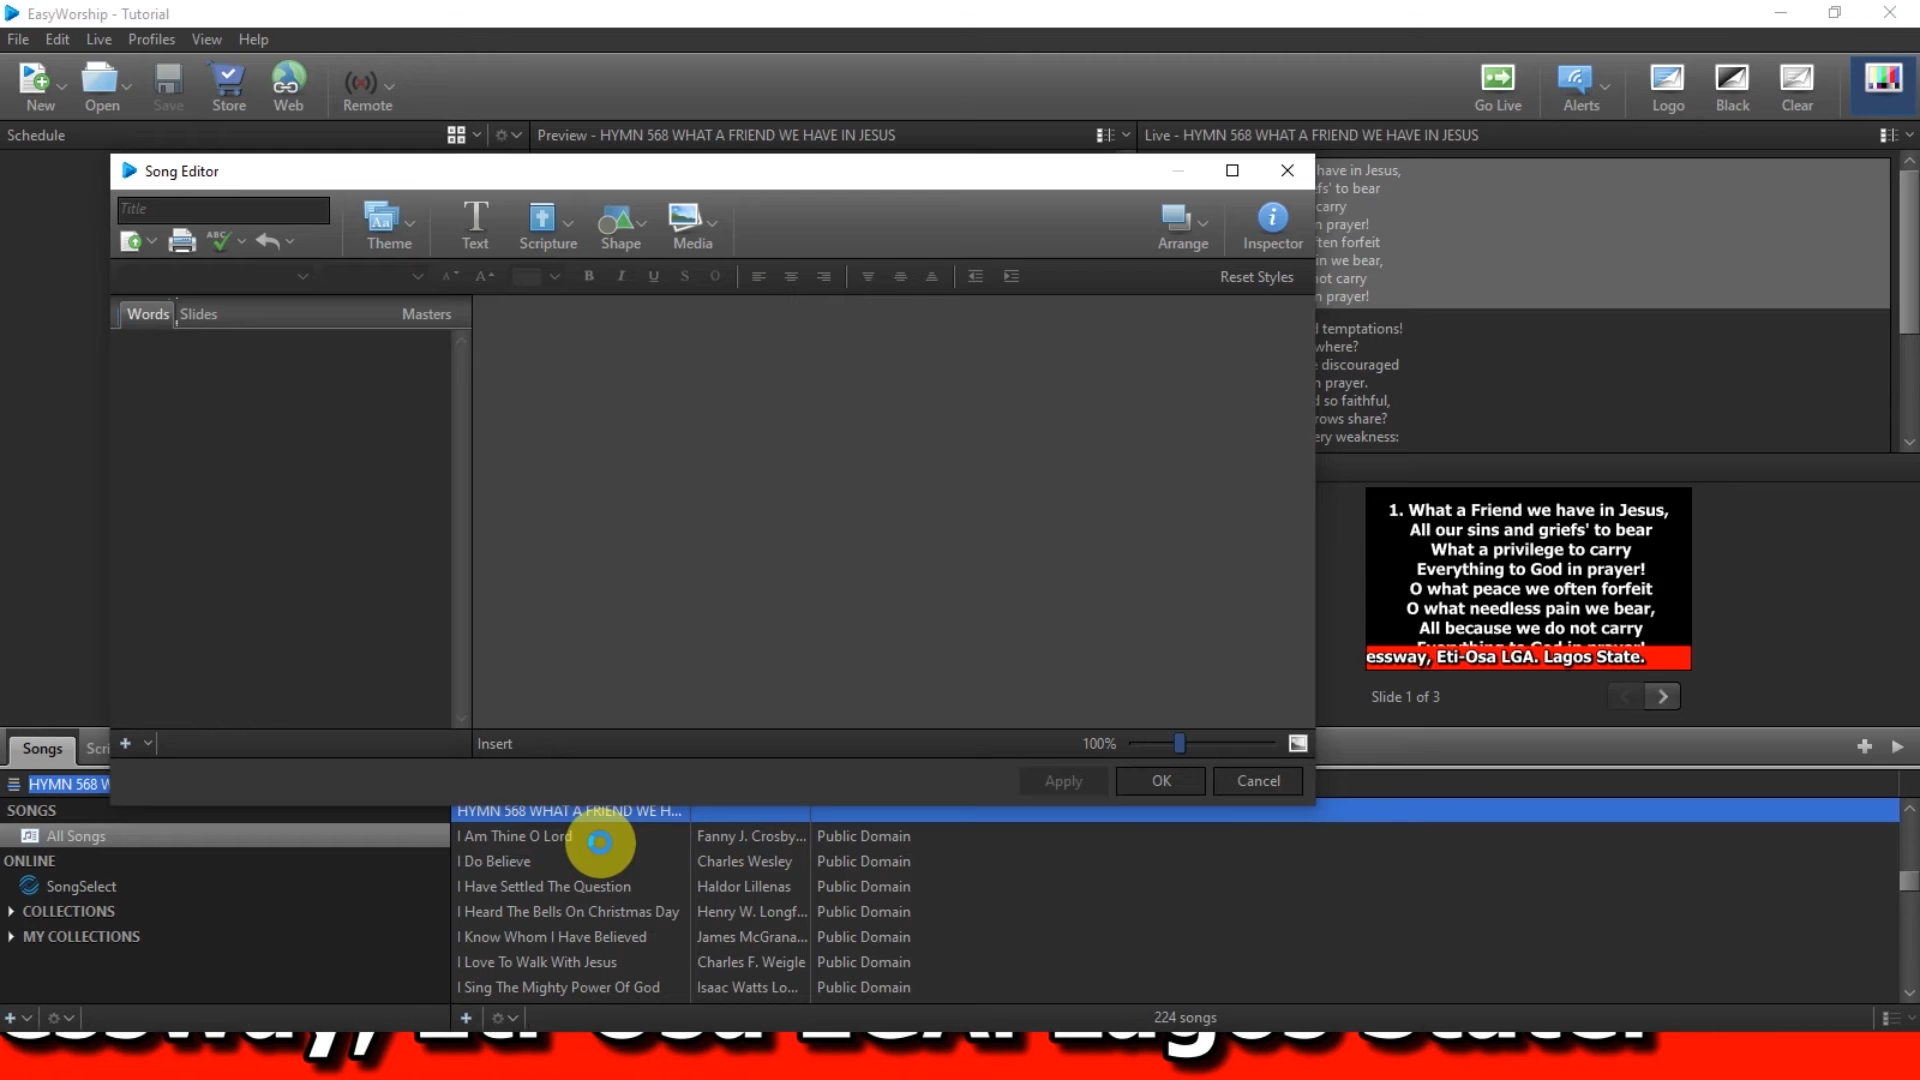 EasyWorship - Tutorial
File Edit Live Profiles View Help
New Open Save Store Web Remote Go Live Alerts Logo Black Clear
Schedule
Preview - HYMN 568 WHAT A FRIEND WE HAVE IN JESUS
Live - HYMN 568 WHAT A FRIEND WE HAVE IN JESUS
Song Editor
Title
Theme Text Scripture Shape Media Arrange Inspector
ABC
B I U S O
Reset Styles
Words Slides Masters
have in Jesus,
efs' to bear
carry
n prayer!
ften forfeit
in we bear,
not carry
n prayer!
l temptations!
where?
discouraged
n prayer.
d so faithful,
rows share?
ery weakness:
1. What a Friend we have in Jesus,
All our sins and griefs' to bear
What a privilege to carry
Everything to God in prayer!
O what peace we often forfeit
O what needless pain we bear,
All because we do not carry
essway, Eti-Osa LGA. Lagos State.
Slide 1 of 3
Insert
100%
Apply OK Cancel
Songs Scri
HYMN 568 W
SONGS
All Songs
ONLINE
SongSelect
COLLECTIONS
MY COLLECTIONS
HYMN 568 WHAT A FRIEND WE H...
I Am Thine O Lord Fanny J. Crosby... Public Domain
I Do Believe Charles Wesley Public Domain
I Have Settled The Question Haldor Lillenas Public Domain
I Heard The Bells On Christmas Day Henry W. Longf... Public Domain
I Know Whom I Have Believed James McGrana... Public Domain
I Love To Walk With Jesus Charles F. Weigle Public Domain
I Sing The Mighty Power Of God Isaac Watts Lo... Public Domain
224 songs